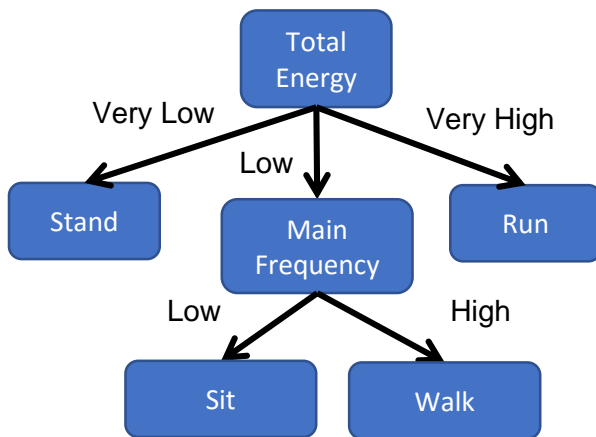 Total
Energy
Very Low
Low
Very High
Stand
Main
Frequency
Run
Low
High
Sit
Walk